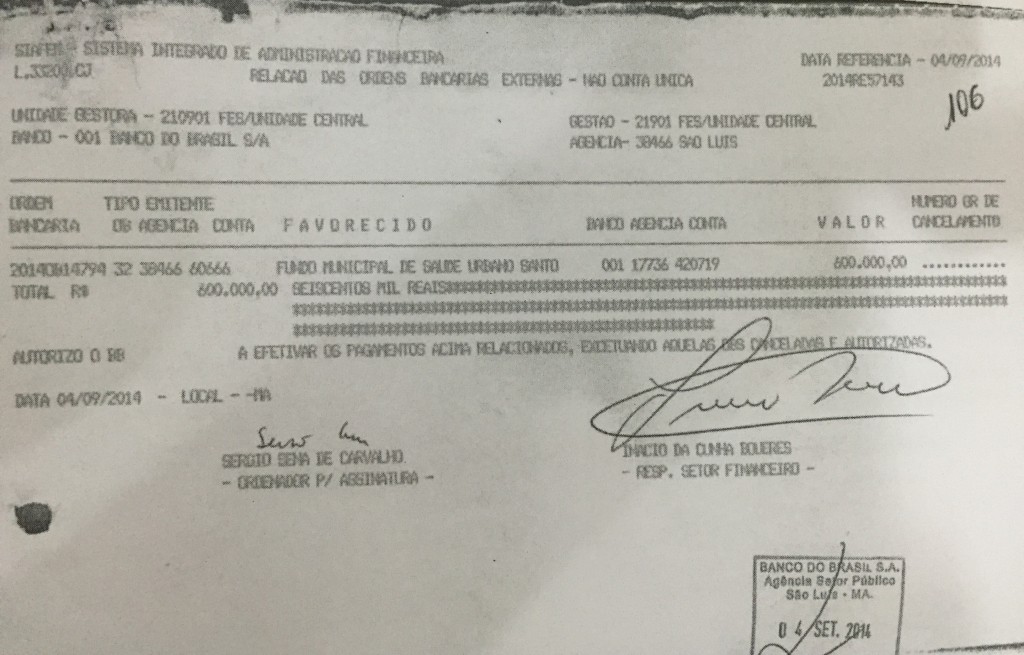 SIAFEM - SISTEMA INTEGRADO DE ADMINISTRACAO FINANCEIRA DATA REFERENCIA - 04/09/2014
L,33200,CJ RELACAO DAS ORDENS BANCARIAS EXTERNAS - NAO CONTA UNICA 2014RE57143
106
UNIDADE GESTORA - 210901 FES/UNIDADE CENTRAL GESTAO - 21901 FES/UNIDADE CENTRAL
BANCO - 001 BANCO DO BRASIL S/A AGENCIA- 38466 SAO LUIS
ORDEM TIPO EMITENTE NUMERO GR DE
BANCARIA OB AGENCIA CONTA F A V O R E C I D O BANCO AGENCIA CONTA V A L O R CANCELAMENTO
2014OB14794 32 38466 60666 FUNDO MUNICIPAL DE SAUDE URBANO SANTO 001 17736 420719 600.000,00 ............
TOTAL R$ 600.000,00 SEISCENTOS MIL REAIS
AUTORIZO O BB A EFETIVAR OS PAGAMENTOS ACIMA RELACIONADOS, EXCETUANDO AQUELAS OBS CANCELADAS E AUTORIZADAS.
DATA 04/09/2014 - LOCAL - -MA
SERGIO SENA DE CARVALHO INACIO DA CUNHA BOUERES
- ORDENADOR P/ ASSINATURA - - RESP. SETOR FINANCEIRO -
BANCO DO BRASIL S.A.
Agência Setor Público
São Luis - MA.
04 SET. 2014